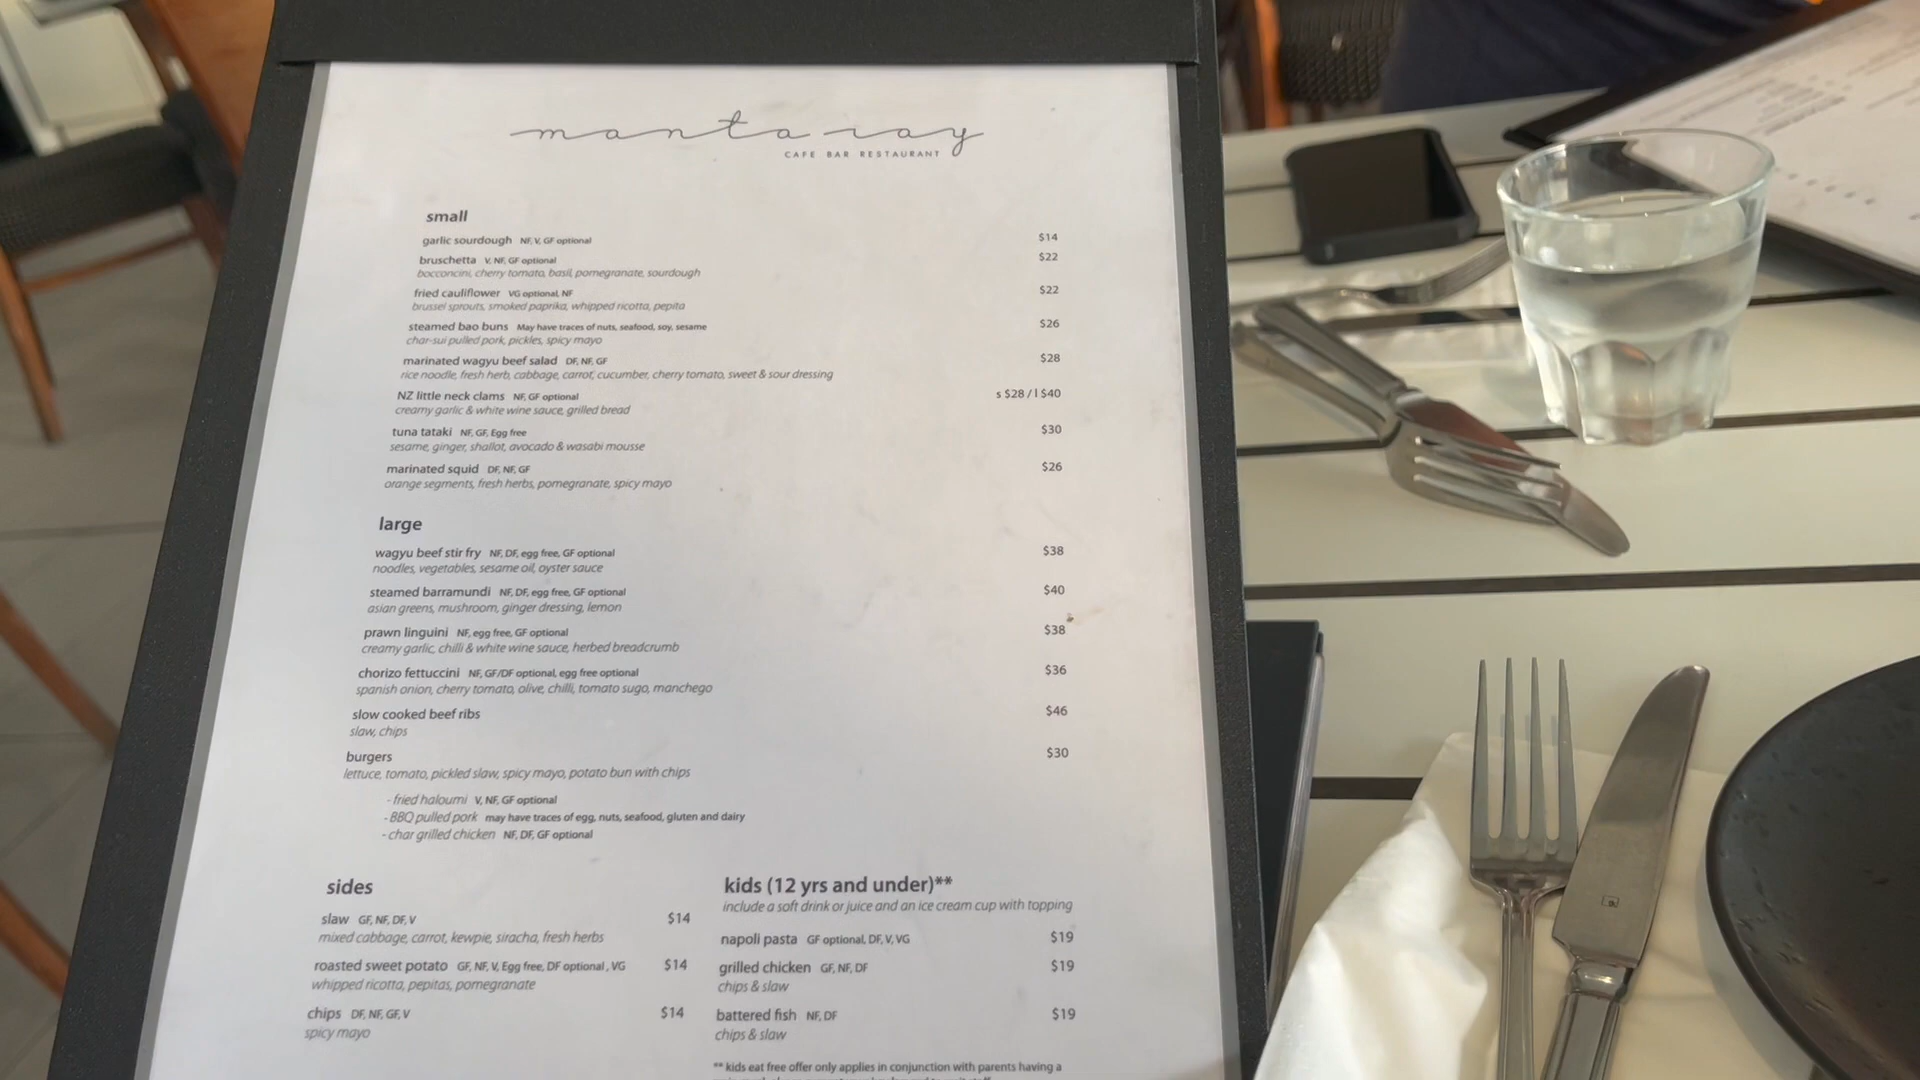 manta ray
CAFE BAR RESTAURANT
small
garlic sourdough NF, V, GF optional $14
bruschetta V, NF, GF optional $22
bocconcini, cherry tomato, basil, pomegranate, sourdough
fried cauliflower VG optional, NF $22
brussel sprouts, smoked paprika, whipped ricotta, pepita
steamed bao buns May have traces of nuts, seafood, soy, sesame $26
char-sui pulled pork, pickles, spicy mayo
marinated wagyu beef salad DF, NF, GF $28
rice noodle, fresh herb, cabbage, carrot, cucumber, cherry tomato, sweet & sour dressing
NZ little neck clams NF, GF optional s $28 / l $40
creamy garlic & white wine sauce, grilled bread
tuna tataki NF, GF, Egg free $30
sesame, ginger, shallot, avocado & wasabi mousse
marinated squid DF, NF, GF $26
orange segments, fresh herbs, pomegranate, spicy mayo
large
wagyu beef stir fry NF, DF, egg free, GF optional $38
noodles, vegetables, sesame oil, oyster sauce
steamed barramundi NF, DF, egg free, GF optional $40
asian greens, mushroom, ginger dressing, lemon
prawn linguini NF, egg free, GF optional $38
creamy garlic, chilli & white wine sauce, herbed breadcrumb
chorizo fettuccini NF, GF/DF optional, egg free optional $36
spanish onion, cherry tomato, olive, chilli, tomato sugo, manchego
slow cooked beef ribs $46
slaw, chips
burgers $30
lettuce, tomato, pickled slaw, spicy mayo, potato bun with chips
- fried haloumi V, NF, GF optional
- BBQ pulled pork may have traces of egg, nuts, seafood, gluten and dairy
- char grilled chicken NF, DF, GF optional
sides
slaw GF, NF, DF, V $14
mixed cabbage, carrot, kewpie, siracha, fresh herbs
roasted sweet potato GF, NF, V, Egg free, DF optional , VG $14
whipped ricotta, pepitas, pomegranate
chips DF, NF, GF, V $14
spicy mayo
kids (12 yrs and under)**
include a soft drink or juice and an ice cream cup with topping
napoli pasta GF optional, DF, V, VG $19
grilled chicken GF, NF, DF $19
chips & slaw
battered fish NF, DF $19
chips & slaw
** kids eat free offer only applies in conjunction with parents having a